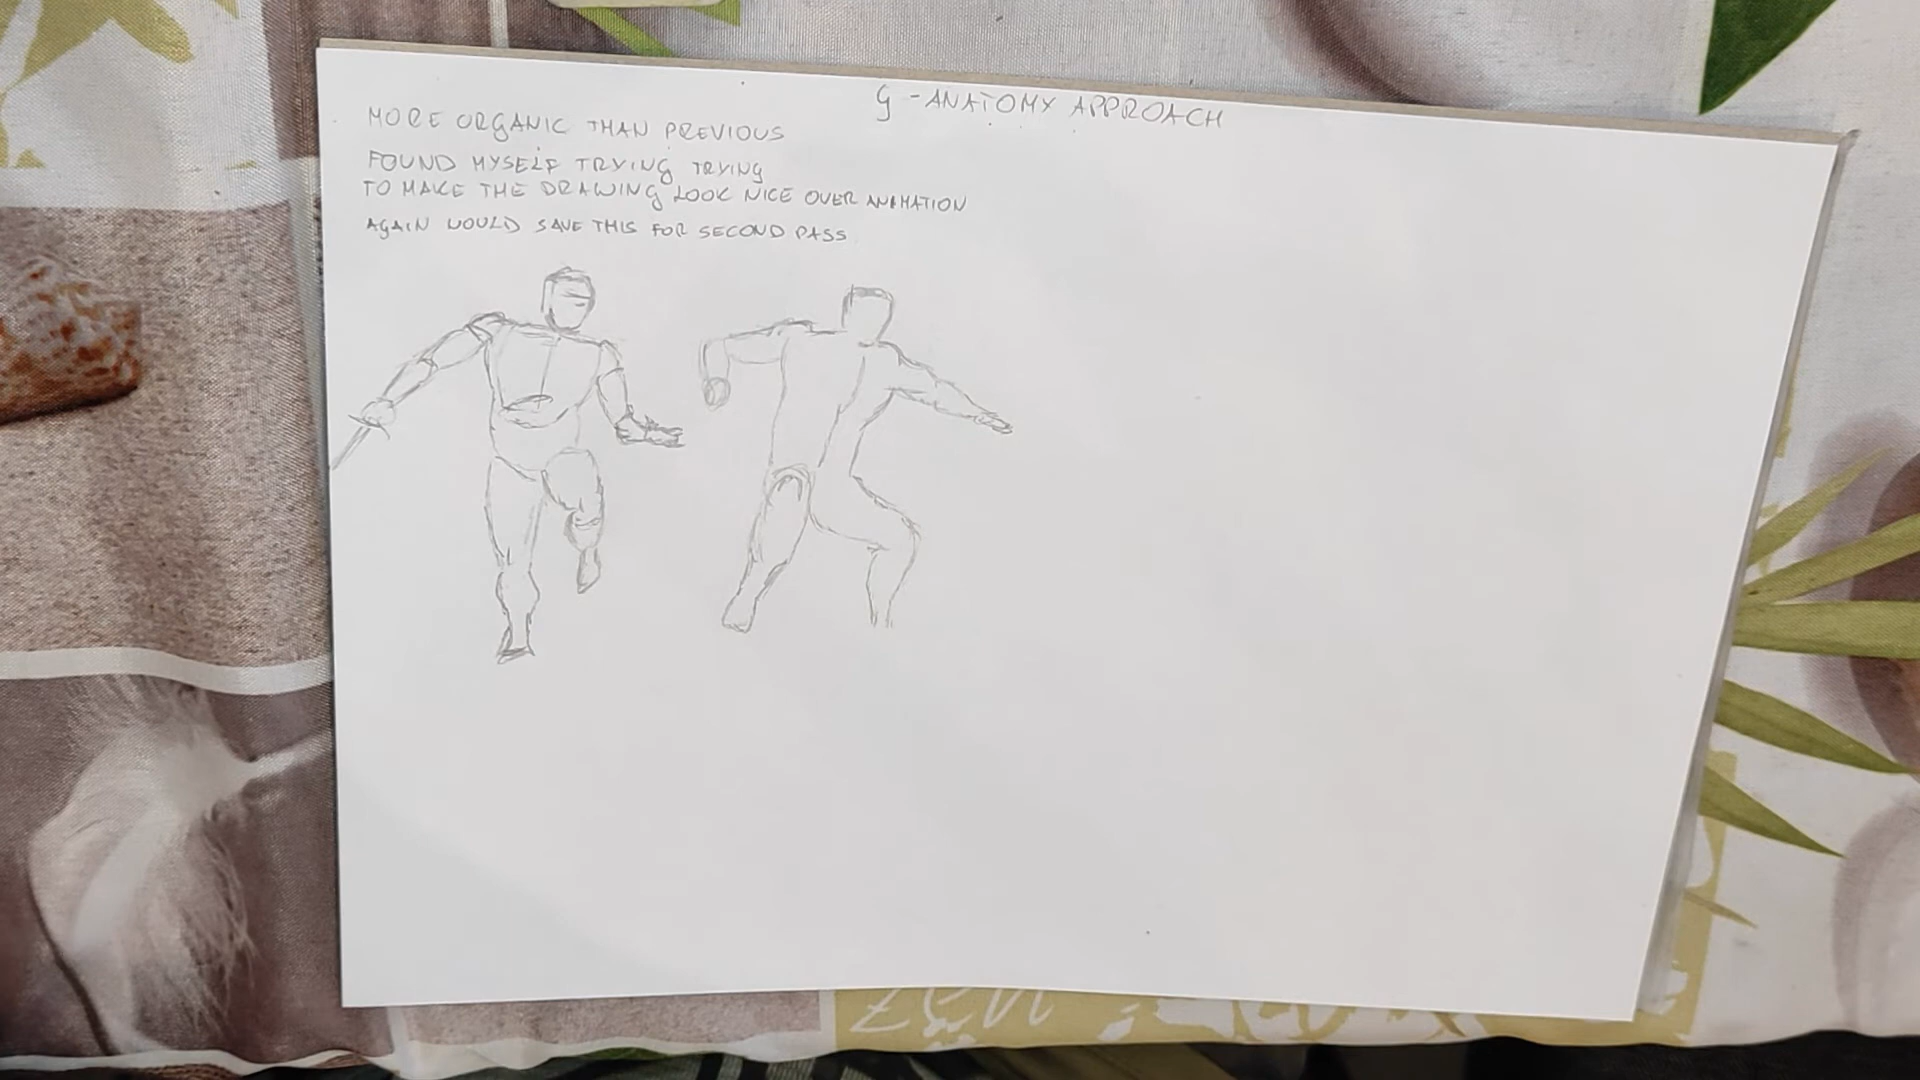 9 - ANATOMY APPROACH
MORE ORGANIC THAN PREVIOUS
FOUND MYSELF TRYING TRYING
TO MAKE THE DRAWING LOOK NICE OVER ANIMATION
AGAIN WOULD SAVE THIS FOR SECOND PASS
zen